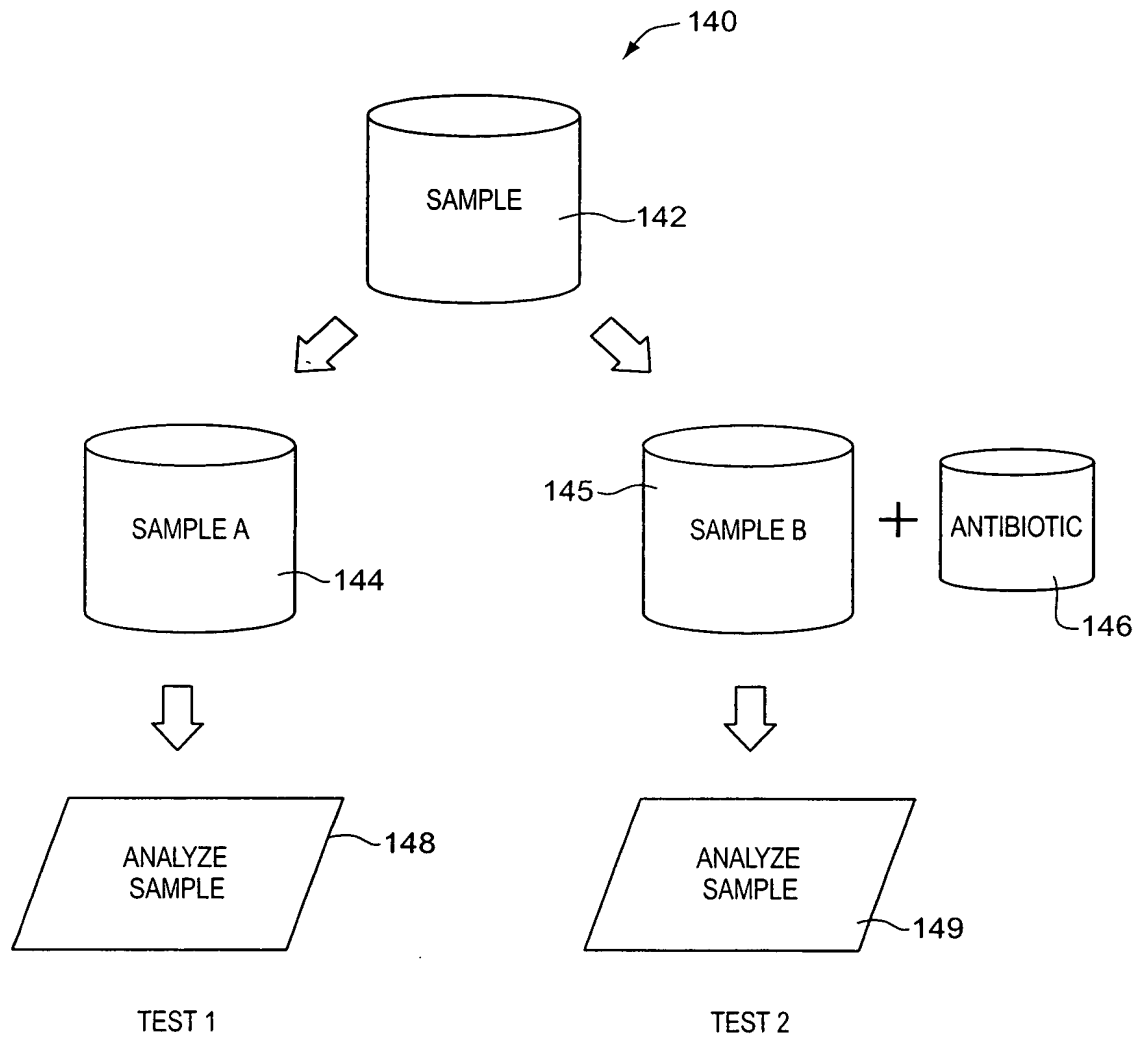 140
SAMPLE
142
SAMPLE A
144
145
SAMPLE B
+
ANTIBIOTIC
146
ANALYZE
SAMPLE
148
ANALYZE
SAMPLE
149
TEST 1
TEST 2